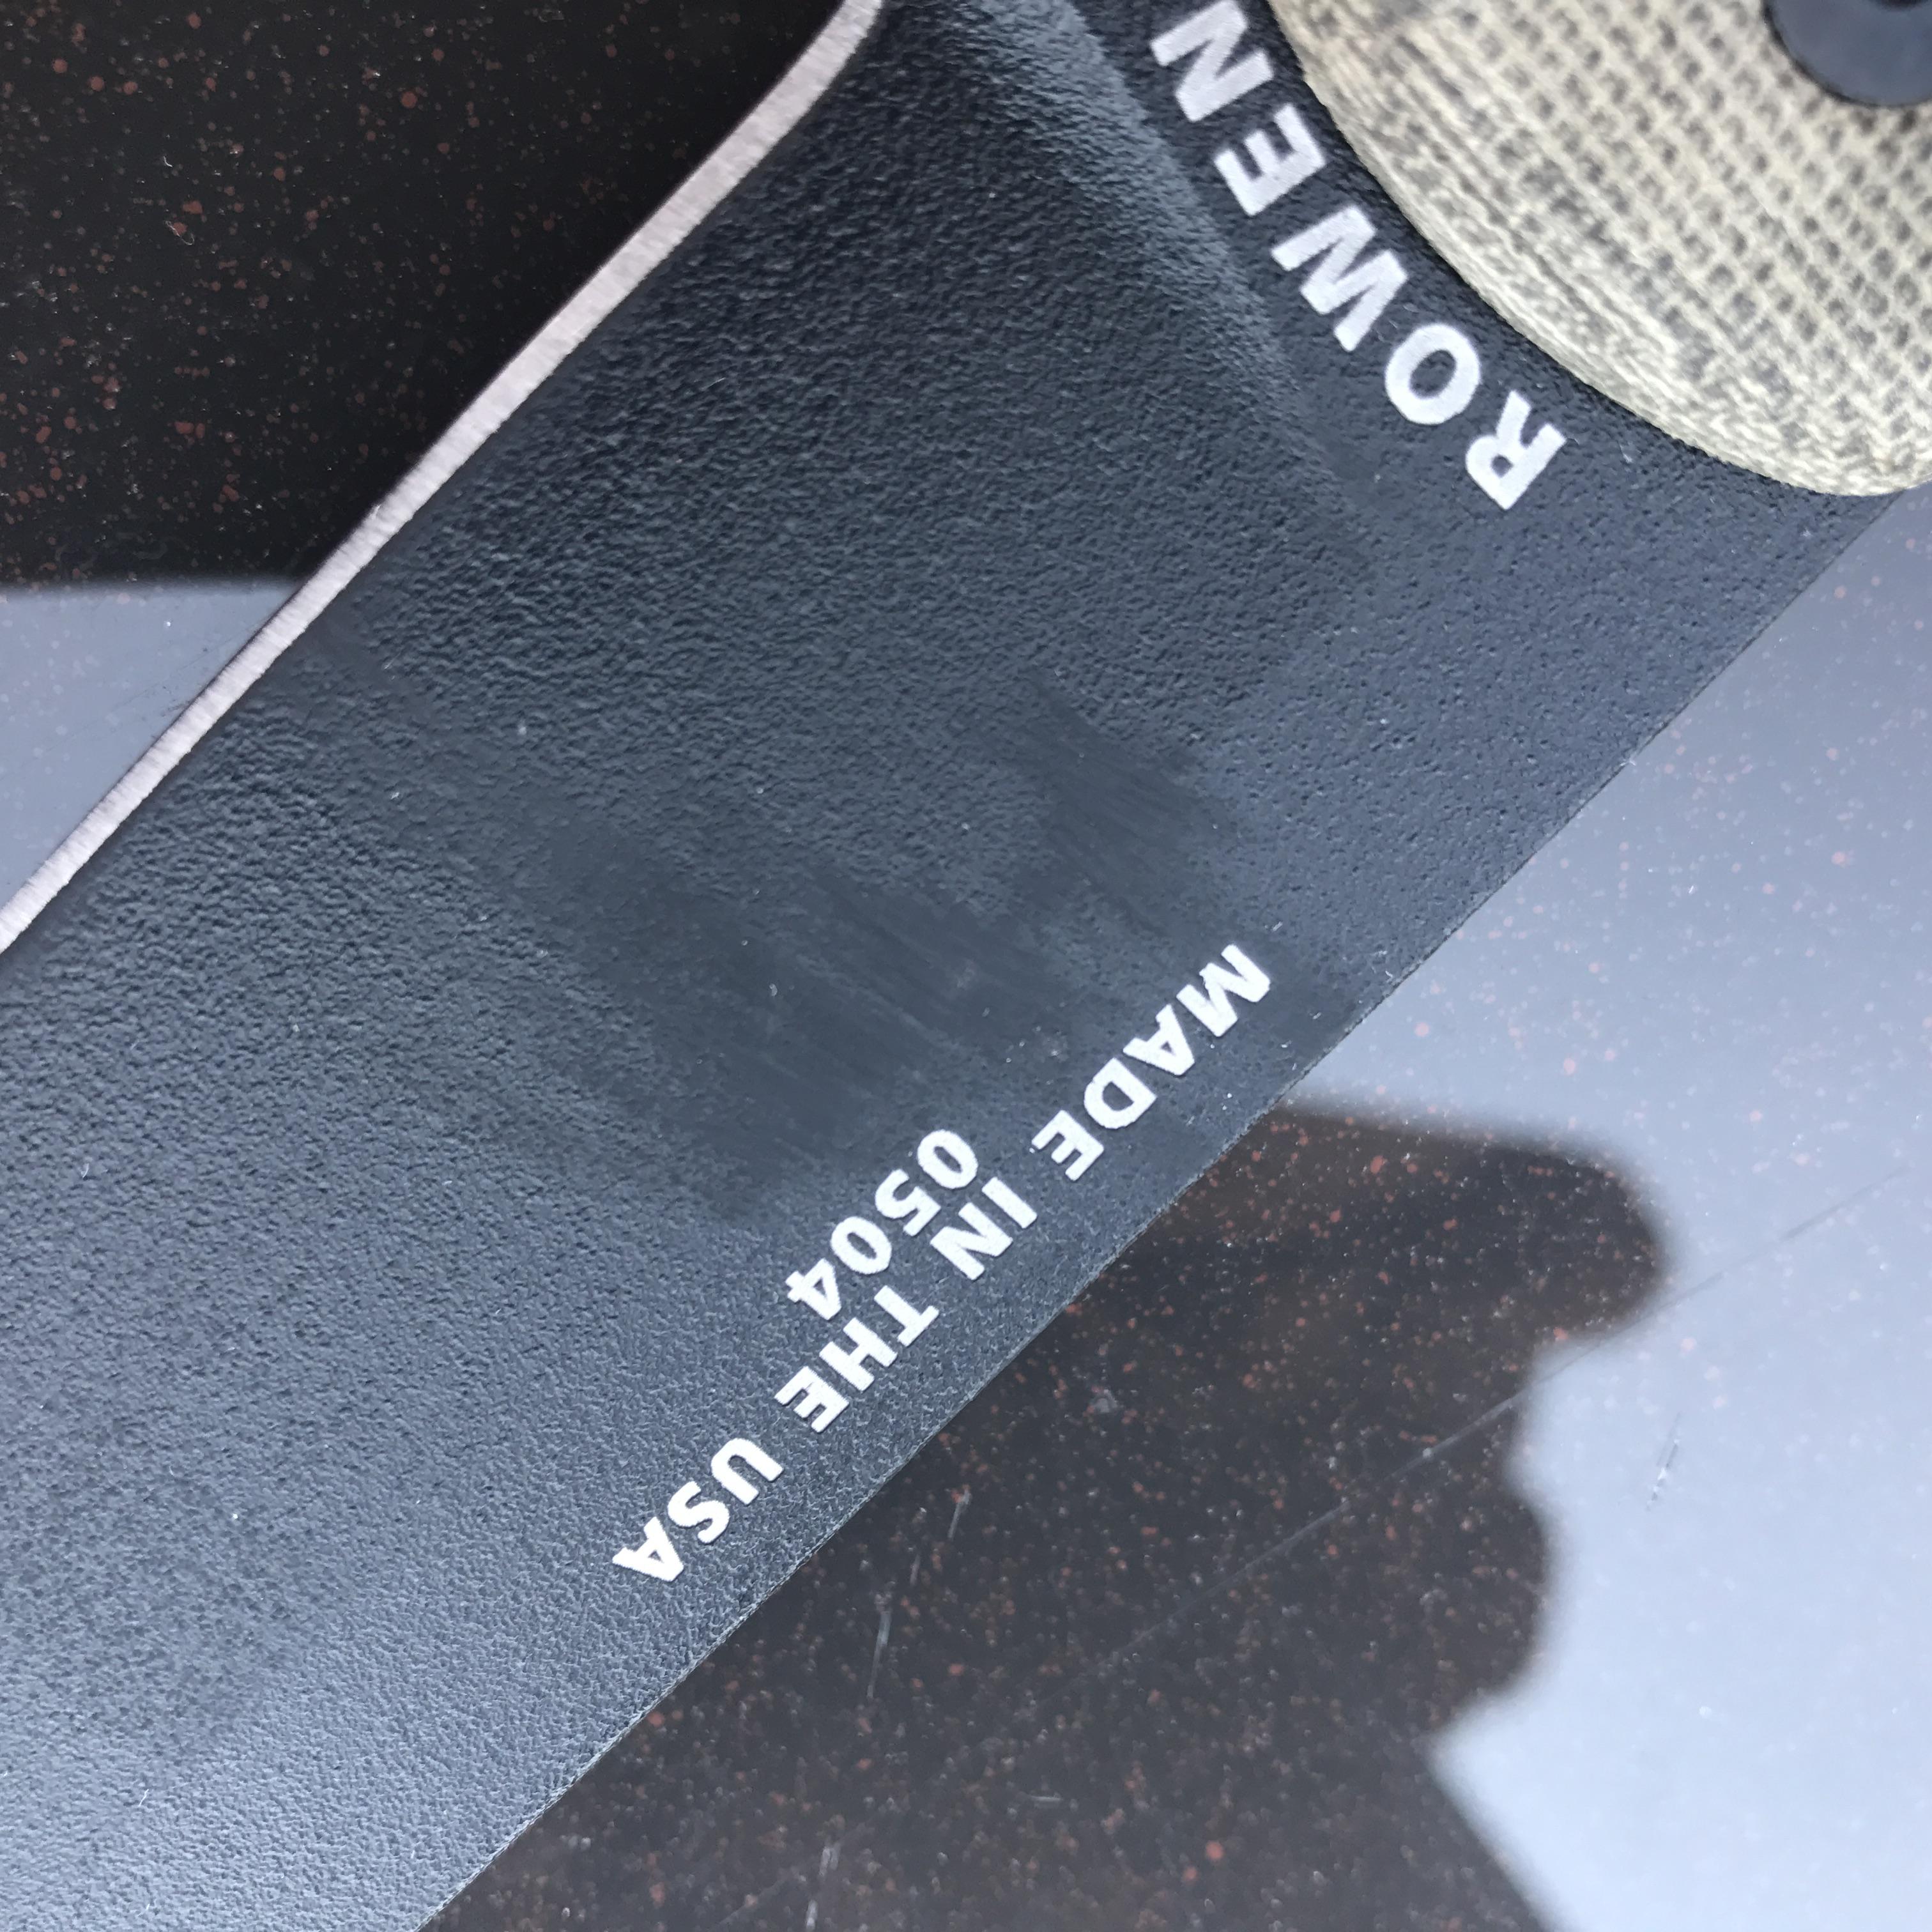 ROWEN
MADE IN THE USA
0504